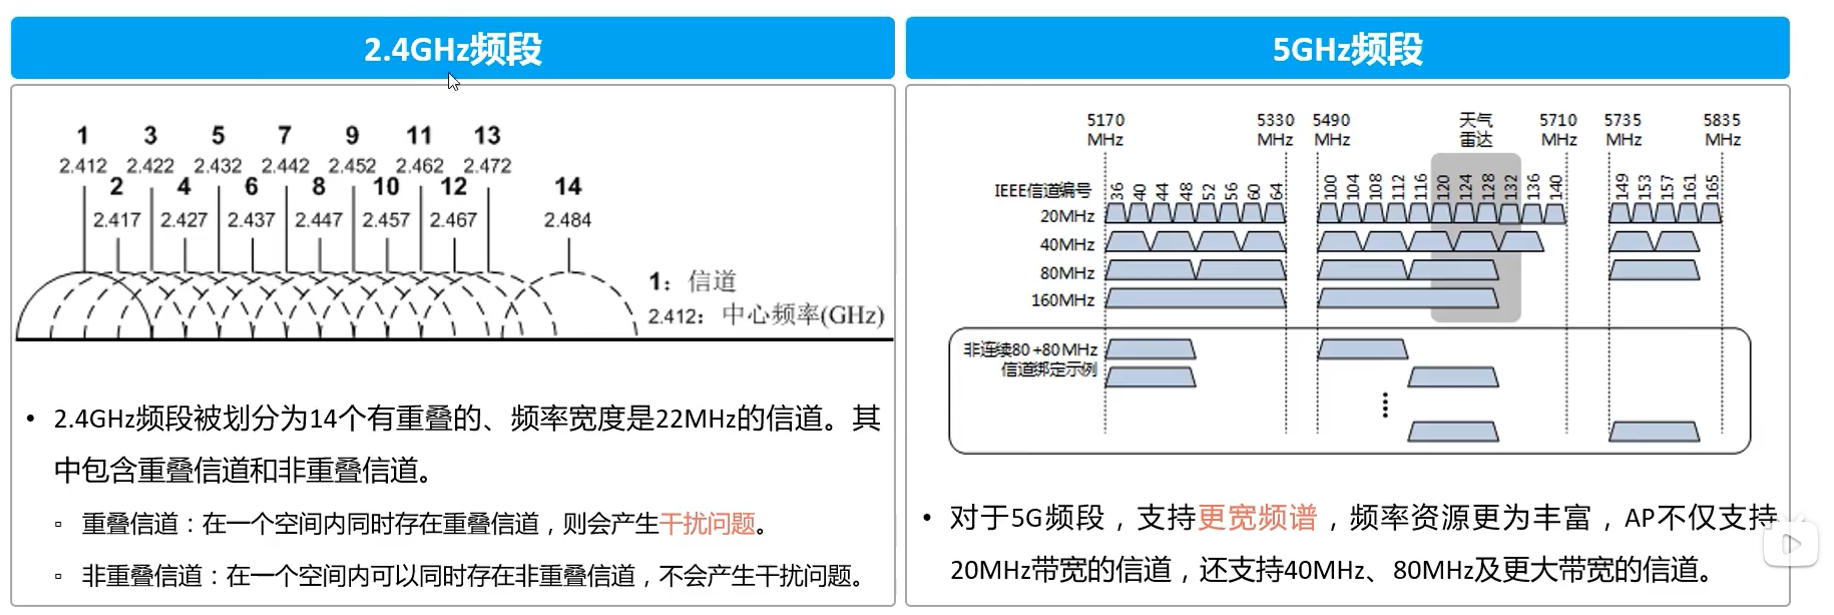 2.4GHz频段
1 3 5 7 9 11 13
2.412 2.422 2.432 2.442 2.452 2.462 2.472
2 4 6 8 10 12 14
2.417 2.427 2.437 2.447 2.457 2.467 2.484
1：信道
2.412：中心频率(GHz)
• 2.4GHz频段被划分为14个有重叠的、频率宽度是22MHz的信道。其
中包含重叠信道和非重叠信道。
▫ 重叠信道：在一个空间内同时存在重叠信道，则会产生干扰问题。
▫ 非重叠信道：在一个空间内可以同时存在非重叠信道，不会产生干扰问题。
5GHz频段
5170 5330 5490 天气 5710 5735 5835
MHz MHz MHz 雷达 MHz MHz MHz
IEEE信道编号 36 40 44 48 52 56 60 64 100 104 108 112 116 120 124 128 132 136 140 149 153 157 161 165
20MHz
40MHz
80MHz
160MHz
非连续80+80MHz
信道绑定示例
• 对于5G频段，支持更宽频谱，频率资源更为丰富，AP不仅支持
20MHz带宽的信道，还支持40MHz、80MHz及更大带宽的信道。